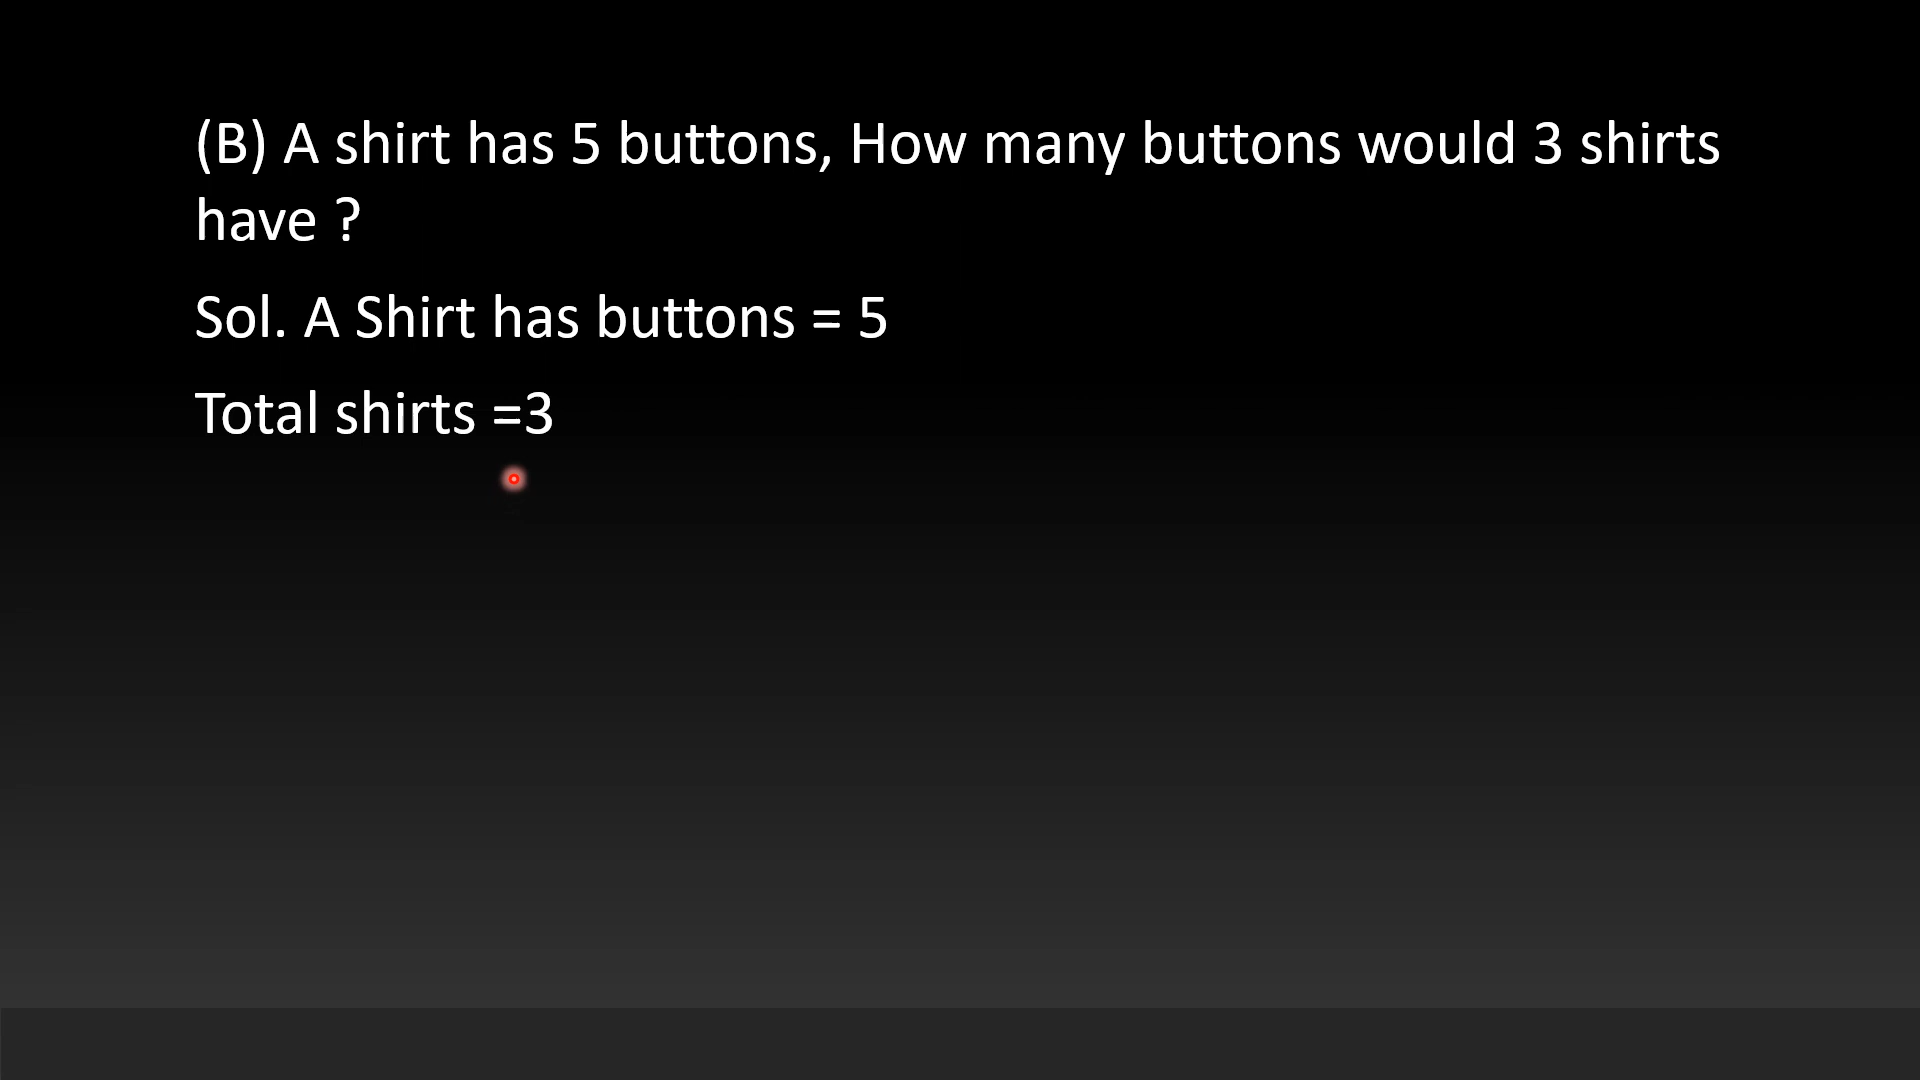 (B) A shirt has 5 buttons, How many buttons would 3 shirts
have ?
Sol. A Shirt has buttons = 5
Total shirts =3